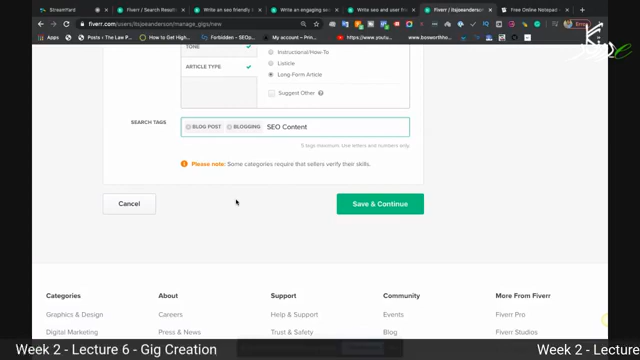 StreamYard
Fiverr / Search Result
Write an seo friendly
Write an engaging se
Write seo and user fr
Fiverr / itsjoeanderson
Free Online Notepad
fiverr.com/users/itsjoeanderson/manage_gigs/new
Apps
Posts ‹ The Law P
How to Get High
Forbidden
SEO
My account - Print
https://www.youtu
www.bosworthho
TONE
Instructional/How-To
Listicle
ARTICLE TYPE
Long-Form Article
Suggest Other
SEARCH TAGS
BLOG POST
BLOGGING
SEO Content
5 tags maximum. Use letters and numbers only.
Please note: Some categories require that sellers verify their skills.
Cancel
Save & Continue
Categories
About
Support
Community
More From Fiverr
Graphics & Design
Careers
Help & Support
Events
Fiverr Pro
Digital Marketing
Press & News
Trust & Safety
Blog
Fiverr Studios
Week 2 - Lecture 6 - Gig Creation
Week 2 - Lecture